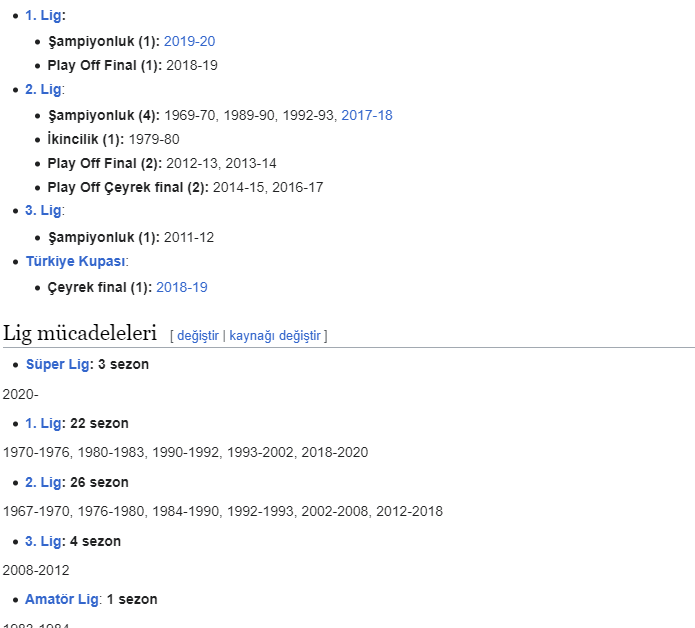 1. Lig:
Şampiyonluk (1): 2019-20
Play Off Final (1): 2018-19
2. Lig:
Şampiyonluk (4): 1969-70, 1989-90, 1992-93, 2017-18
İkincilik (1): 1979-80
Play Off Final (2): 2012-13, 2013-14
Play Off Çeyrek final (2): 2014-15, 2016-17
3. Lig:
Şampiyonluk (1): 2011-12
Türkiye Kupası:
Çeyrek final (1): 2018-19
Lig mücadeleleri [ değiştir | kaynağı değiştir ]
Süper Lig: 3 sezon
2020-
1. Lig: 22 sezon
1970-1976, 1980-1983, 1990-1992, 1993-2002, 2018-2020
2. Lig: 26 sezon
1967-1970, 1976-1980, 1984-1990, 1992-1993, 2002-2008, 2012-2018
3. Lig: 4 sezon
2008-2012
Amatör Lig: 1 sezon
1983-1984